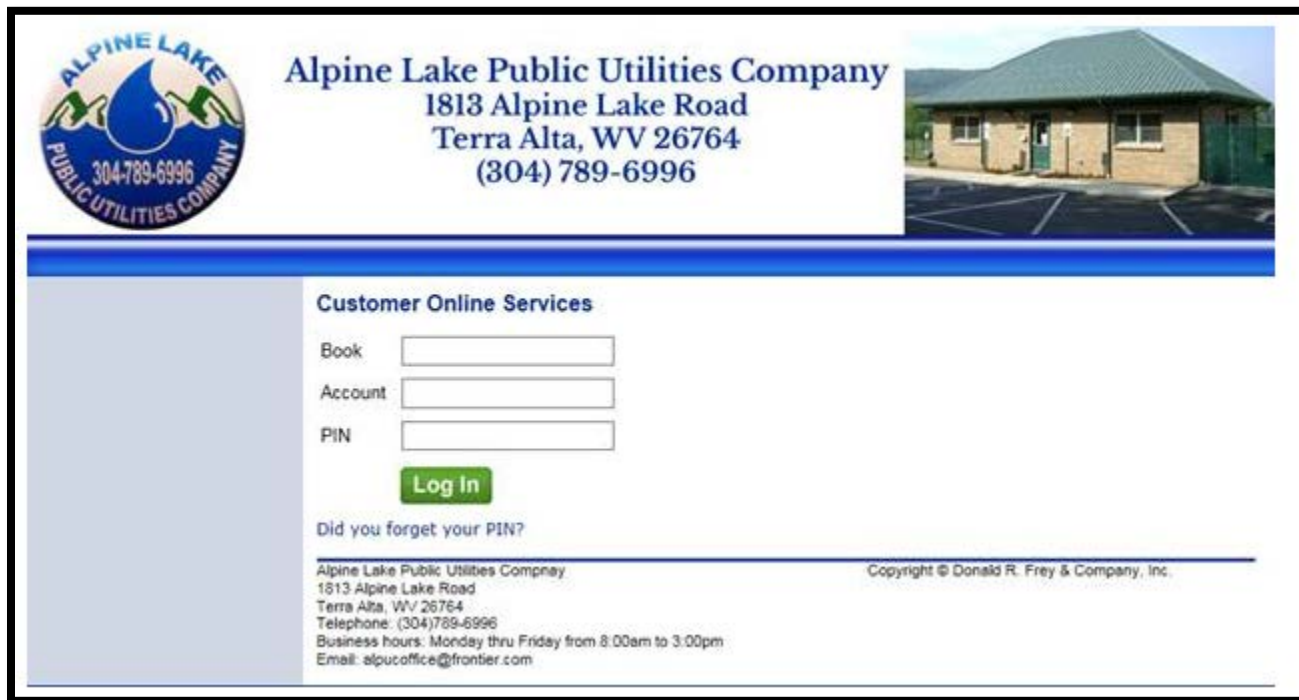 ALPINE LAKE
304-789-6996
PUBLIC UTILITIES COMPANY
Alpine Lake Public Utilities Company
1813 Alpine Lake Road
Terra Alta, WV 26764
(304) 789-6996
Customer Online Services
Book
Account
PIN
Log In
Did you forget your PIN?
Alpine Lake Public Utilities Compnay
1813 Alpine Lake Road
Terra Alta, WV 26764
Telephone: (304)789-6996
Business hours: Monday thru Friday from 8:00am to 3:00pm
Email: alpucoffice@frontier.com
Copyright © Donald R. Frey & Company, Inc.